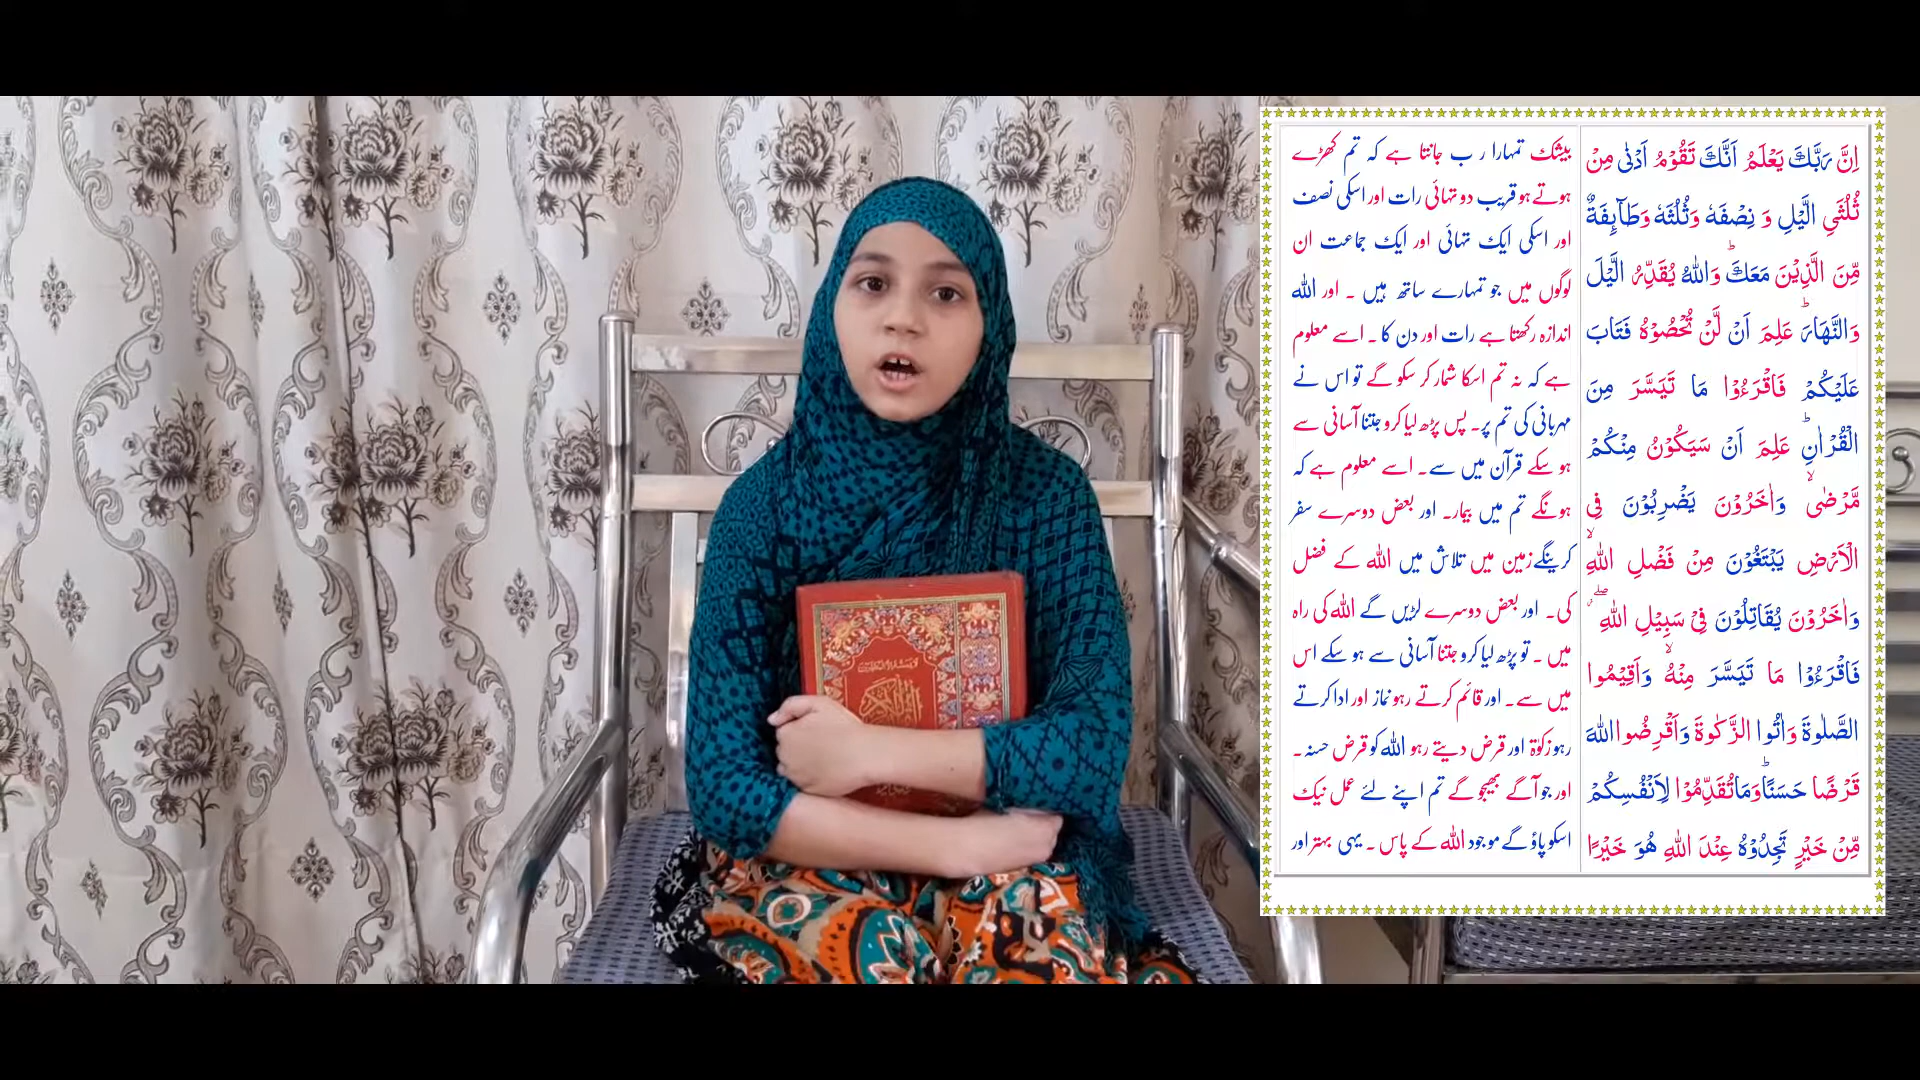 اِنَّ رَبَّكَ يَعْلَمُ اَنَّكَ تَقُوْمُ اَدْنٰى مِنْ
ثُلُثَىِ الَّيْلِ وَ نِصْفَهٗ وَثُلُثَهٗ وَطَآىِٕفَةٌ
مِّنَ الَّذِيْنَ مَعَكَ ؕ وَاللّٰهُ يُقَدِّرُ الَّيْلَ
وَالنَّهَارَ ؕ عَلِمَ اَنْ لَّنْ تُحْصُوْهُ فَتَابَ
عَلَيْكُمْ فَاقْرَءُوْا مَا تَيَسَّرَ مِنَ
الْقُرْاٰنِ ؕ عَلِمَ اَنْ سَيَكُوْنُ مِنْكُمْ
مَّرْضٰى ۙ وَاٰخَرُوْنَ يَضْرِبُوْنَ فِى
الْاَرْضِ يَبْتَغُوْنَ مِنْ فَضْلِ اللّٰهِ ۙ
وَاٰخَرُوْنَ يُقَاتِلُوْنَ فِىْ سَبِيْلِ اللّٰهِ ۖ
فَاقْرَءُوْا مَا تَيَسَّرَ مِنْهُ ۙ وَاَقِيْمُوا
الصَّلٰوةَ وَاٰتُوا الزَّكٰوةَ وَاَقْرِضُوا اللّٰهَ
قَرْضًا حَسَنًا ؕ وَمَا تُقَدِّمُوْا لِاَنْفُسِكُمْ
مِّنْ خَيْرٍ تَجِدُوْهُ عِنْدَ اللّٰهِ هُوَ خَيْرًا
بیشک تمہارا رب جانتا ہے کہ تم کھڑے
ہوتے ہو قریب دو تہائی رات اور اسکی نصف
اور اسکی ایک تہائی اور ایک جماعت ان
لوگوں میں جو تمہارے ساتھ ہیں ۔ اور اللہ
اندازہ رکھتا ہے رات اور دن کا ۔ اسے معلوم
ہے کہ نہ تم اسکا شمار کر سکو گے تو اس نے
مہربانی کی تم پر۔ پس پڑھ لیا کرو جتنا آسانی سے
ہو سکے قرآن میں سے۔ اسے معلوم ہے کہ
ہونگے تم میں بیمار۔ اور بعض دوسرے سفر
کرینگے زمین میں تلاش میں اللہ کے فضل
کی۔ اور بعض دوسرے لڑیں گے اللہ کی راہ
میں ۔ تو پڑھ لیا کرو جتنا آسانی سے ہو سکے اس
میں سے۔ اور قائم کرتے رہو نماز اور ادا کرتے
رہو زکوٰۃ اور قرض دیتے رہو اللہ کو قرض حسنہ ۔
اور جو آگے بھیجو گے تم اپنے لئے عمل نیک
اسکو پاؤ گے موجود اللہ کے پاس ۔ یہی بہتر اور